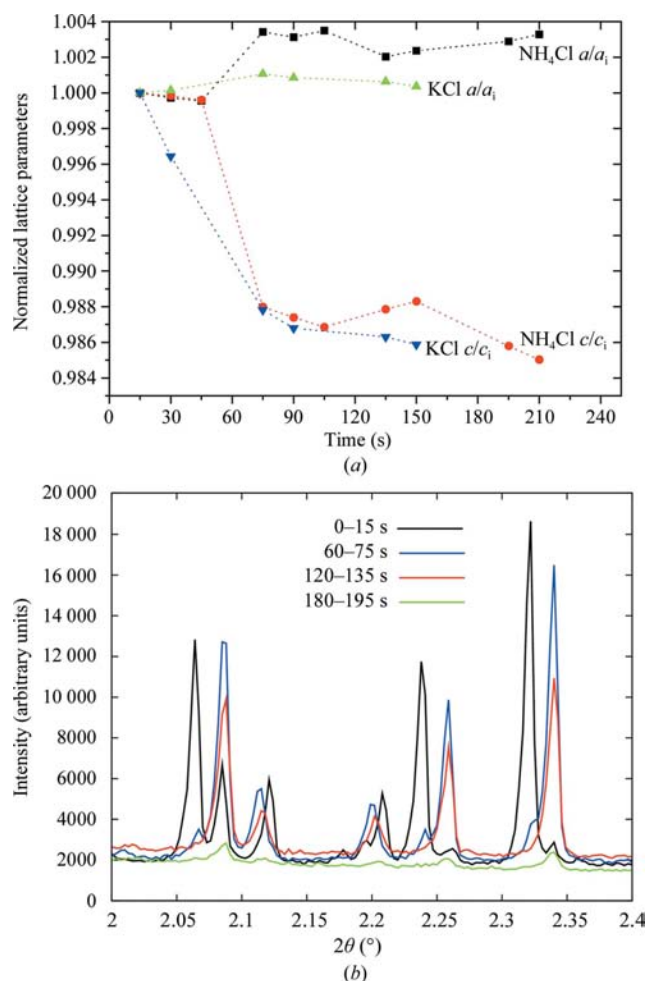 1.004
1.002
1.000
0.998
0.996
0.994
0.992
0.990
0.988
0.986
0.984
Normalized lattice parameters
NH₄Cl a/aᵢ
KCl a/aᵢ
KCl c/cᵢ
NH₄Cl c/cᵢ
0 30 60 90 120 150 180 210 240
Time (s)
(a)
20 000
18 000
16 000
14 000
12 000
10 000
8000
6000
4000
2000
0
Intensity (arbitrary units)
0–15 s
60–75 s
120–135 s
180–195 s
2 2.05 2.1 2.15 2.2 2.25 2.3 2.35 2.4
2θ (°)
(b)